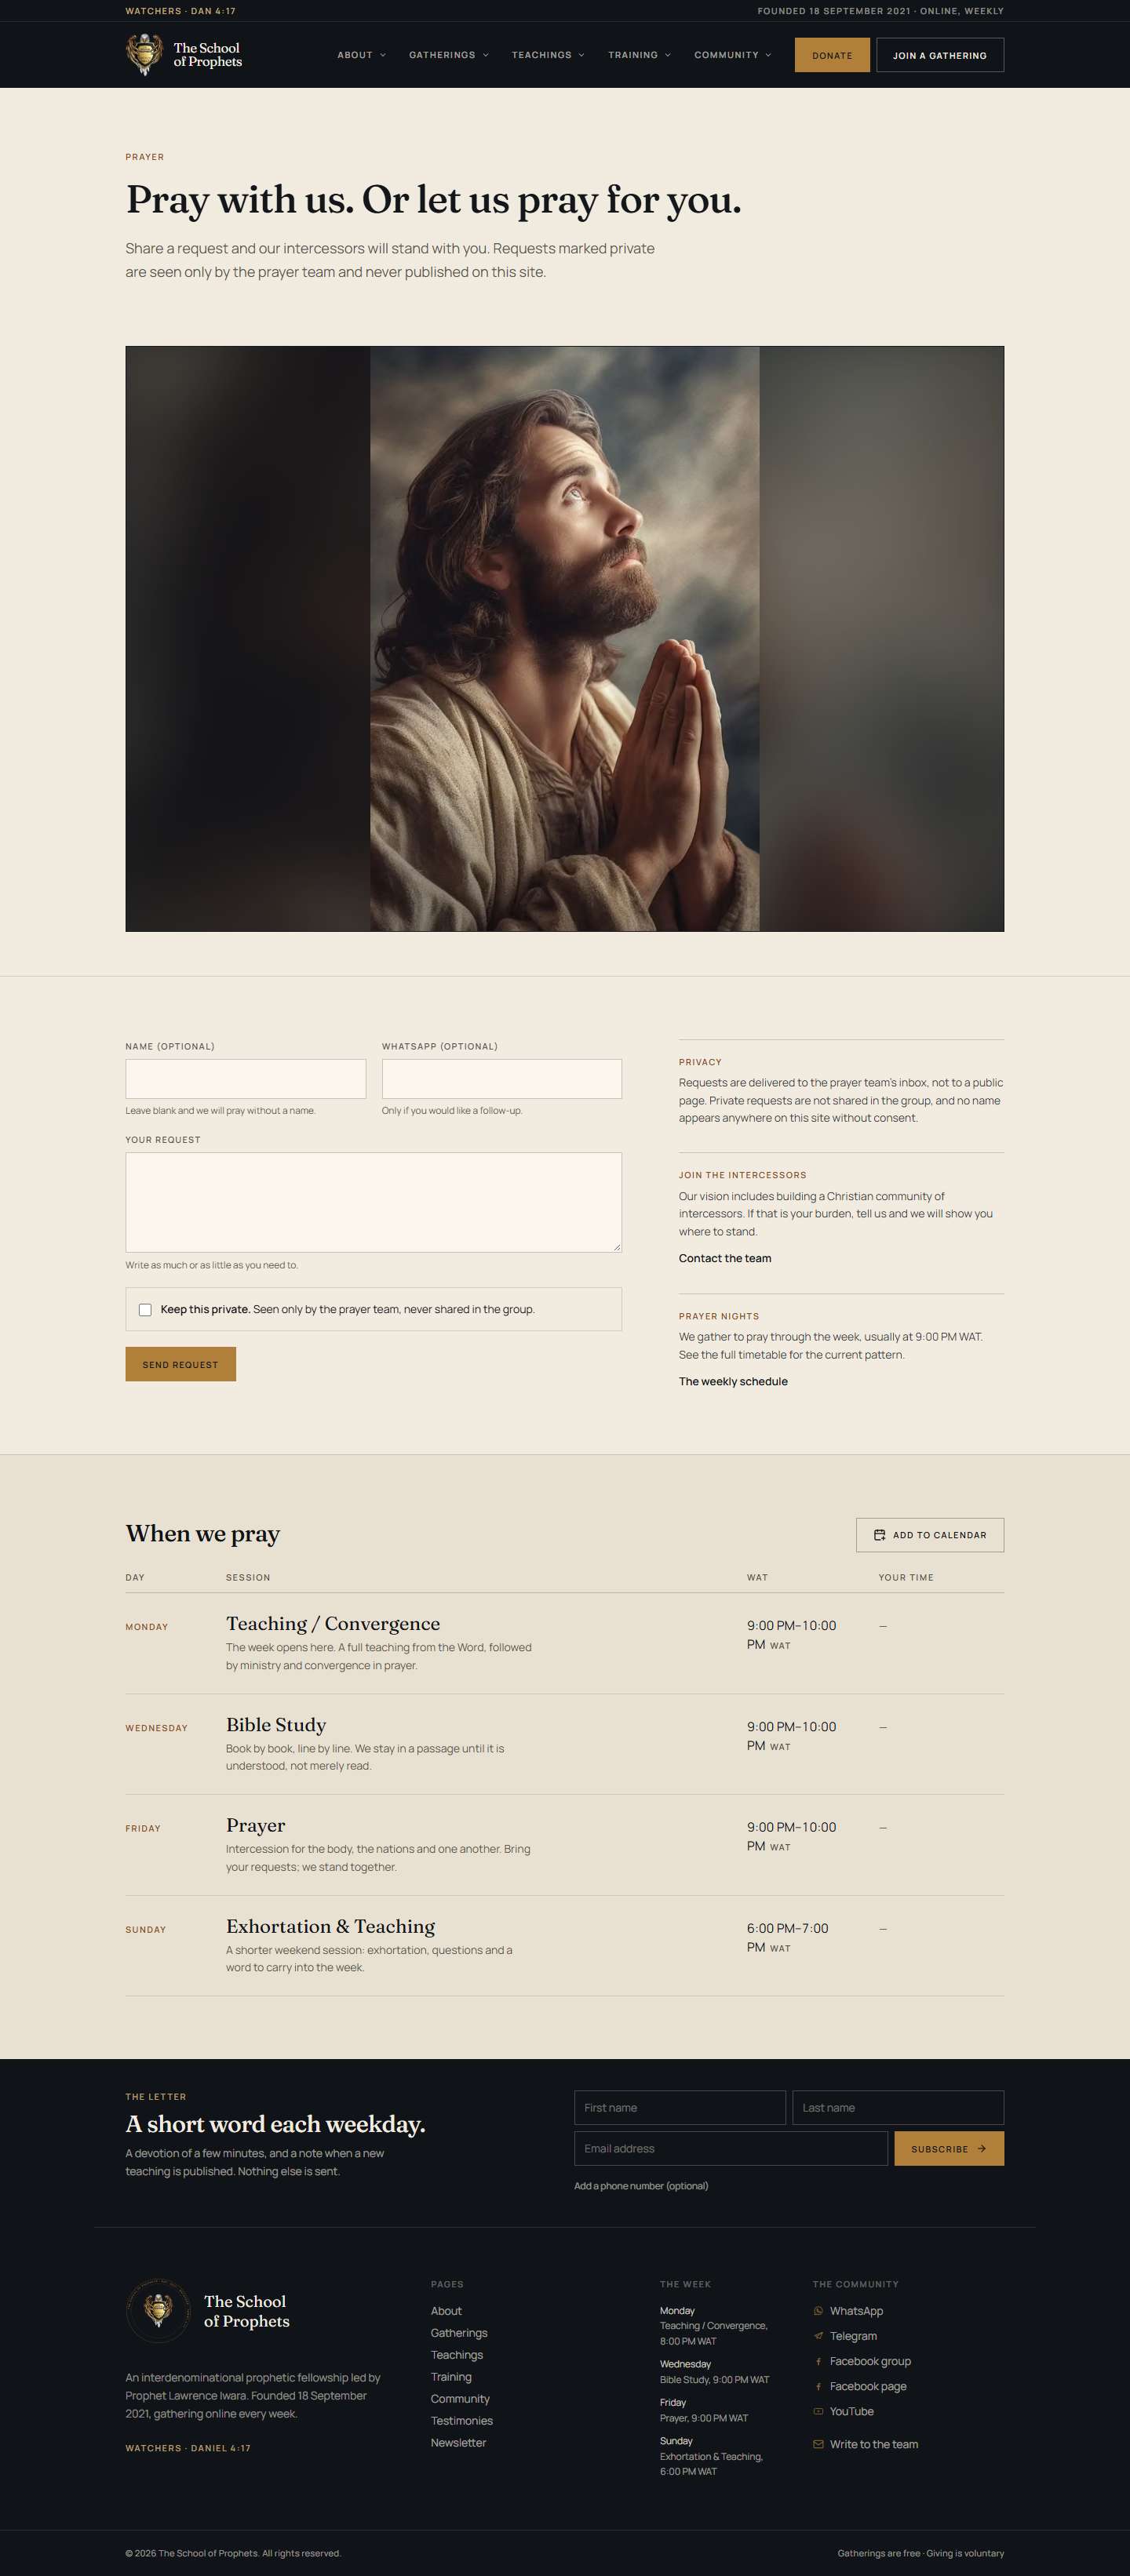 WATCHERS · DAN 4:17
FOUNDED 18 SEPTEMBER 2021 · ONLINE, WEEKLY
The School
of Prophets
ABOUT
GATHERINGS
TEACHINGS
TRAINING
COMMUNITY
DONATE
JOIN A GATHERING
PRAYER
Pray with us. Or let us pray for you.
Share a request and our intercessors will stand with you. Requests marked private
are seen only by the prayer team and never published on this site.
NAME (OPTIONAL)
WHATSAPP (OPTIONAL)
Leave blank and we will pray without a name.
Only if you would like a follow-up.
YOUR REQUEST
Write as much or as little as you need to.
Keep this private. Seen only by the prayer team, never shared in the group.
SEND REQUEST
PRIVACY
Requests are delivered to the prayer team's inbox, not to a public
page. Private requests are not shared in the group, and no name
appears anywhere on this site without consent.
JOIN THE INTERCESSORS
Our vision includes building a Christian community of
intercessors. If that is your burden, tell us and we will show you
where to stand.
Contact the team
PRAYER NIGHTS
We gather to pray through the week, usually at 9:00 PM WAT.
See the full timetable for the current pattern.
The weekly schedule
When we pray
ADD TO CALENDAR
DAY
SESSION
WAT
YOUR TIME
MONDAY
Teaching / Convergence
The week opens here. A full teaching from the Word, followed
by ministry and convergence in prayer.
9:00 PM–10:00
PM WAT
—
WEDNESDAY
Bible Study
Book by book, line by line. We stay in a passage until it is
understood, not merely read.
9:00 PM–10:00
PM WAT
—
FRIDAY
Prayer
Intercession for the body, the nations and one another. Bring
your requests; we stand together.
9:00 PM–10:00
PM WAT
—
SUNDAY
Exhortation & Teaching
A shorter weekend session: exhortation, questions and a
word to carry into the week.
6:00 PM–7:00
PM WAT
—
THE LETTER
A short word each weekday.
A devotion of a few minutes, and a note when a new
teaching is published. Nothing else is sent.
First name
Last name
Email address
SUBSCRIBE
Add a phone number (optional)
The School
of Prophets
An interdenominational prophetic fellowship led by
Prophet Lawrence Iwara. Founded 18 September
2021, gathering online every week.
WATCHERS · DANIEL 4:17
PAGES
About
Gatherings
Teachings
Training
Community
Testimonies
Newsletter
THE WEEK
Monday
Teaching / Convergence,
8:00 PM WAT
Wednesday
Bible Study, 9:00 PM WAT
Friday
Prayer, 9:00 PM WAT
Sunday
Exhortation & Teaching,
6:00 PM WAT
THE COMMUNITY
WhatsApp
Telegram
Facebook group
Facebook page
YouTube
Write to the team
© 2026 The School of Prophets. All rights reserved.
Gatherings are free · Giving is voluntary